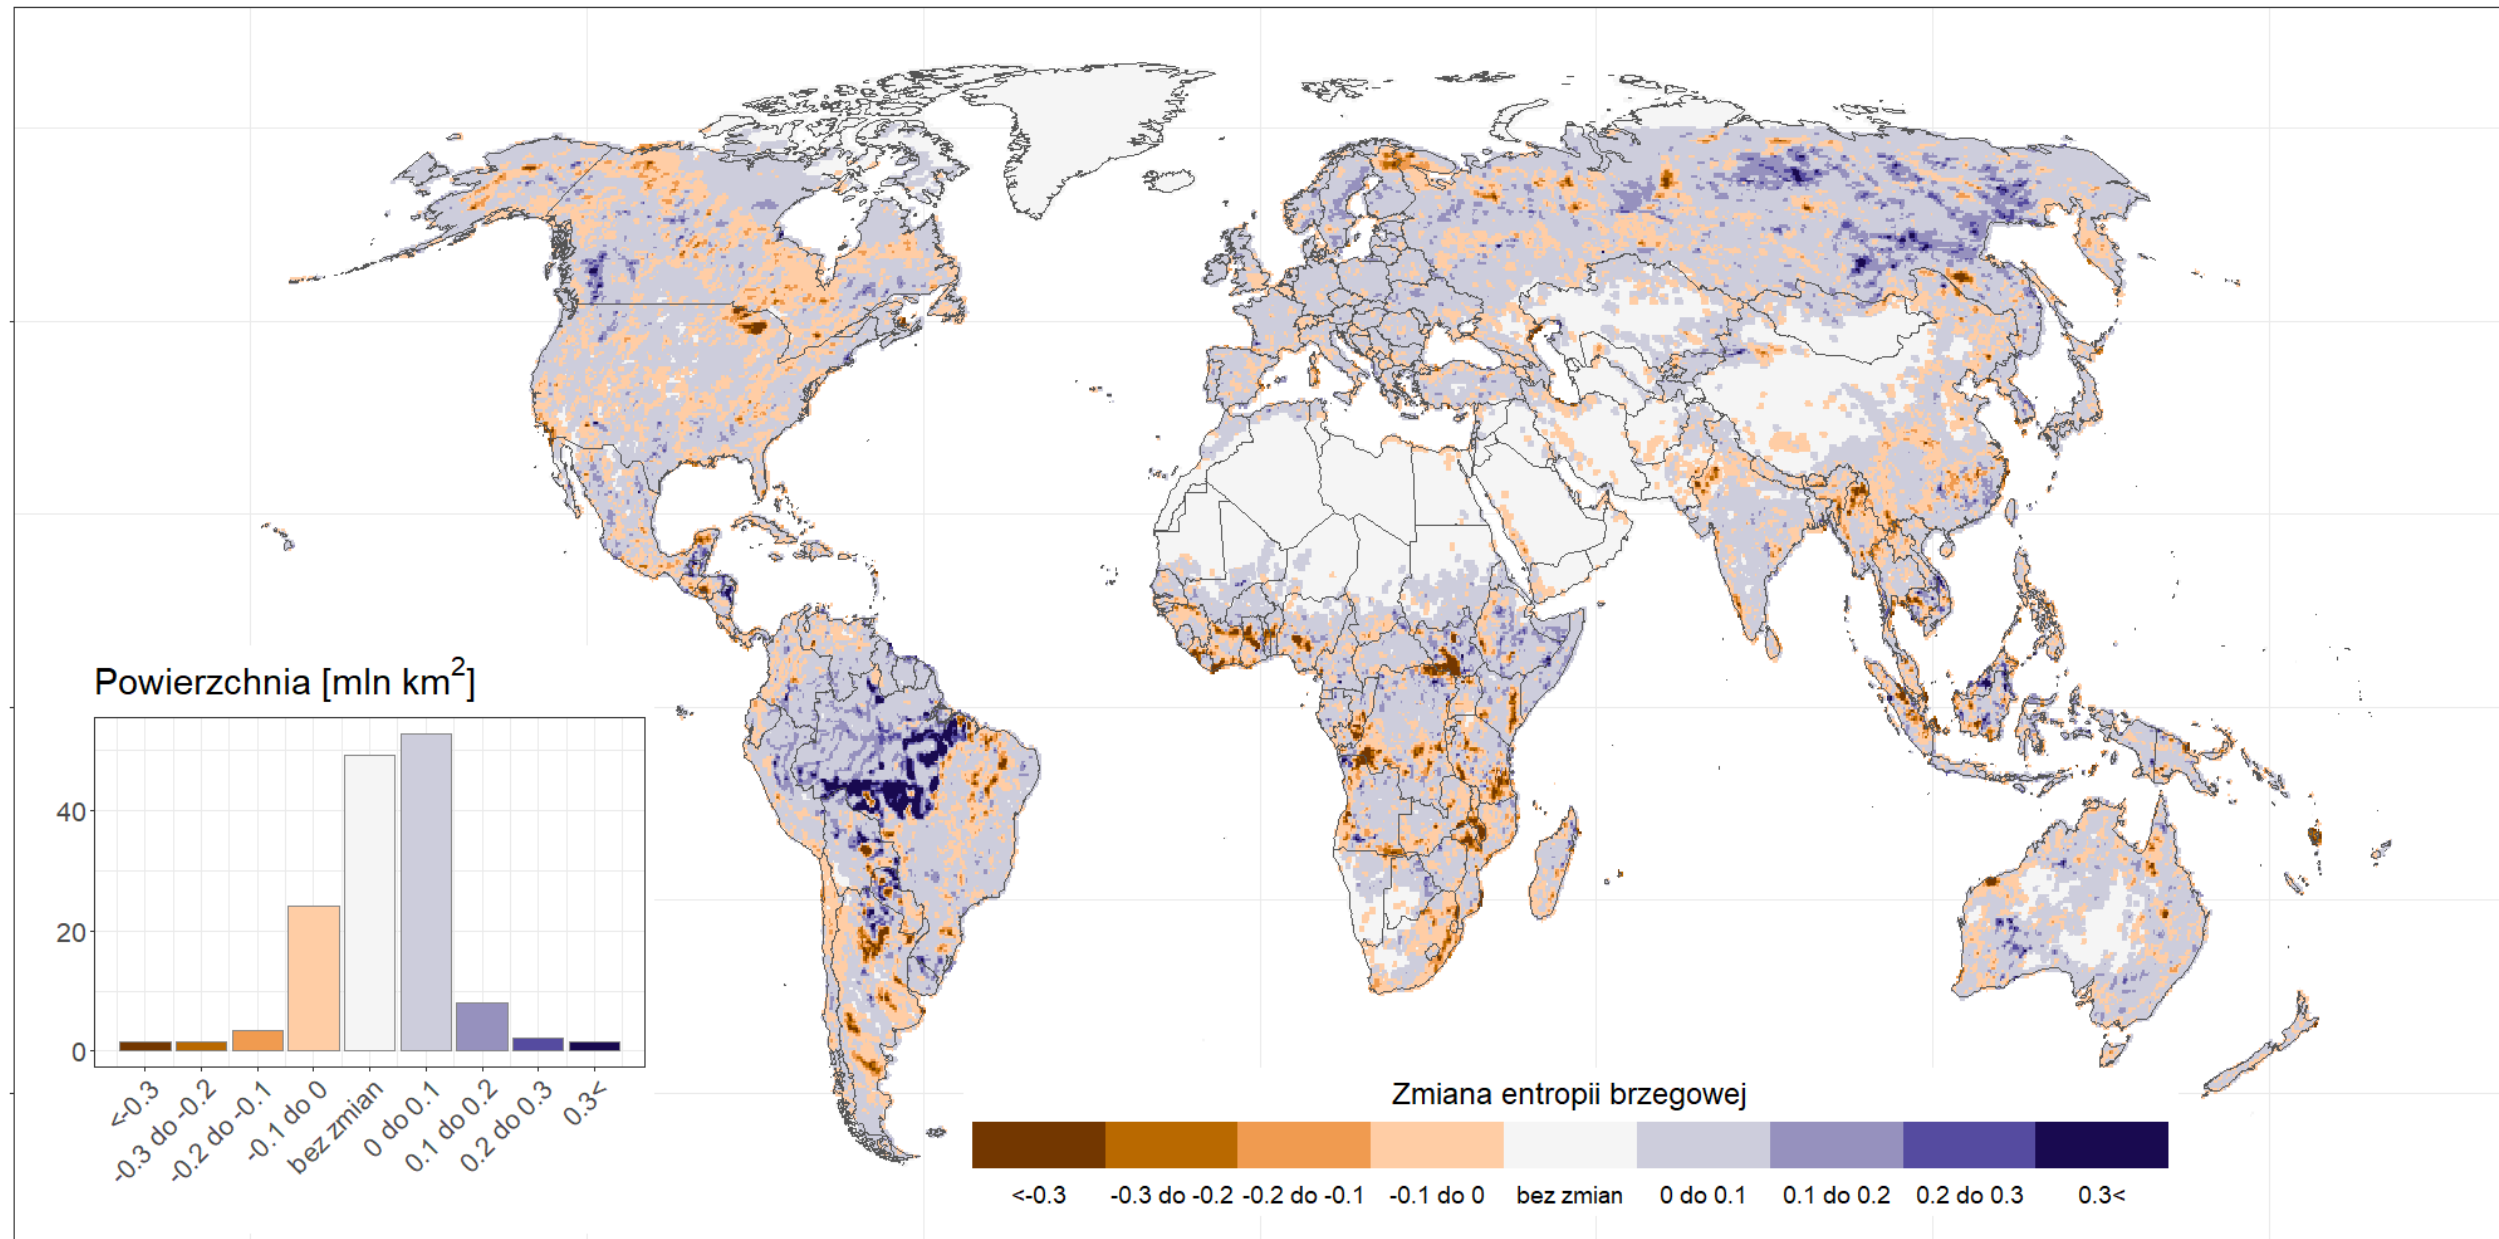 Powierzchnia [mln km²]
40
20
0
<-0.3
-0.3 do -0.2
-0.2 do -0.1
-0.1 do 0
bez zmian
0 do 0.1
0.1 do 0.2
0.2 do 0.3
0.3<
Zmiana entropii brzegowej
<-0.3 -0.3 do -0.2 -0.2 do -0.1 -0.1 do 0 bez zmian 0 do 0.1 0.1 do 0.2 0.2 do 0.3 0.3<